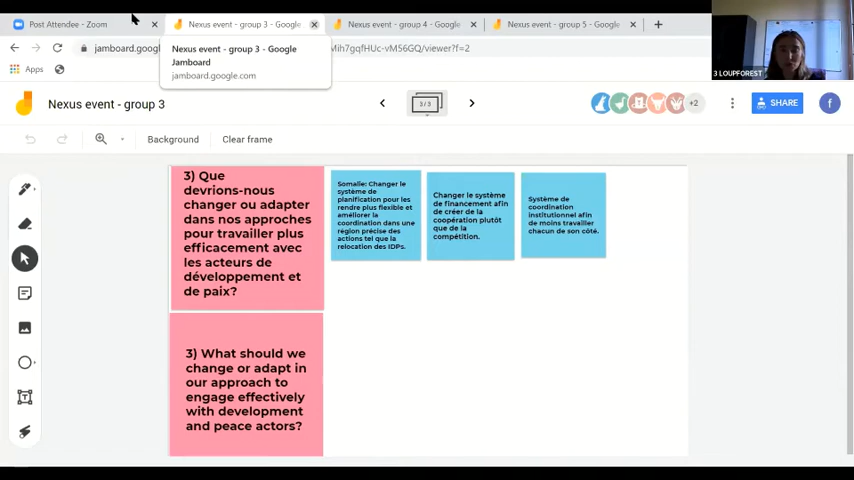 Post Attendee - Zoom
Nexus event - group 3 - Google
Nexus event - group 4 - Google
Nexus event - group 5 - Google
jamboard.googl
Mih7gqfHUc-vM56GQ/viewer?f=2
Nexus event - group 3 - Google
Jamboard
jamboard.google.com
Apps
3 LOUPFOREST
Nexus event - group 3
3/3
+2
SHARE
f
Background
Clear frame
3) Que
devrions-nous
changer ou adapter
dans nos approches
pour travailler plus
efficacement avec
les acteurs de
développement et
de paix?
Somalie: Changer le
système de
planification pour les
rendre plus flexible et
améliorer la
coordination dans une
région précise des
actions tel que la
relocation des IDPs.
Changer le système
de financement afin
de créer de la
coopération plutôt
que de la
compétition.
Système de
coordination
institutionnel afin
de moins travailler
chacun de son côté.
3) What should we
change or adapt in
our approach to
engage effectively
with development
and peace actors?